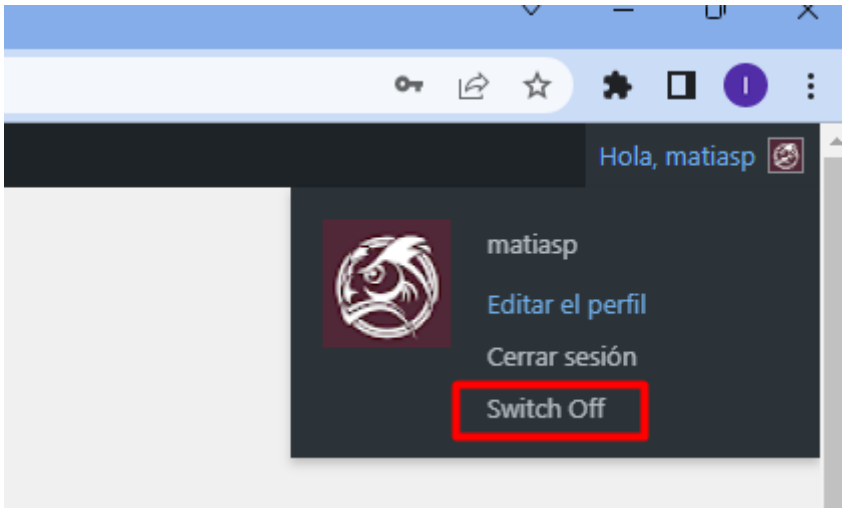 I
Hola, matiasp
matiasp
Editar el perfil
Cerrar sesión
Switch Off